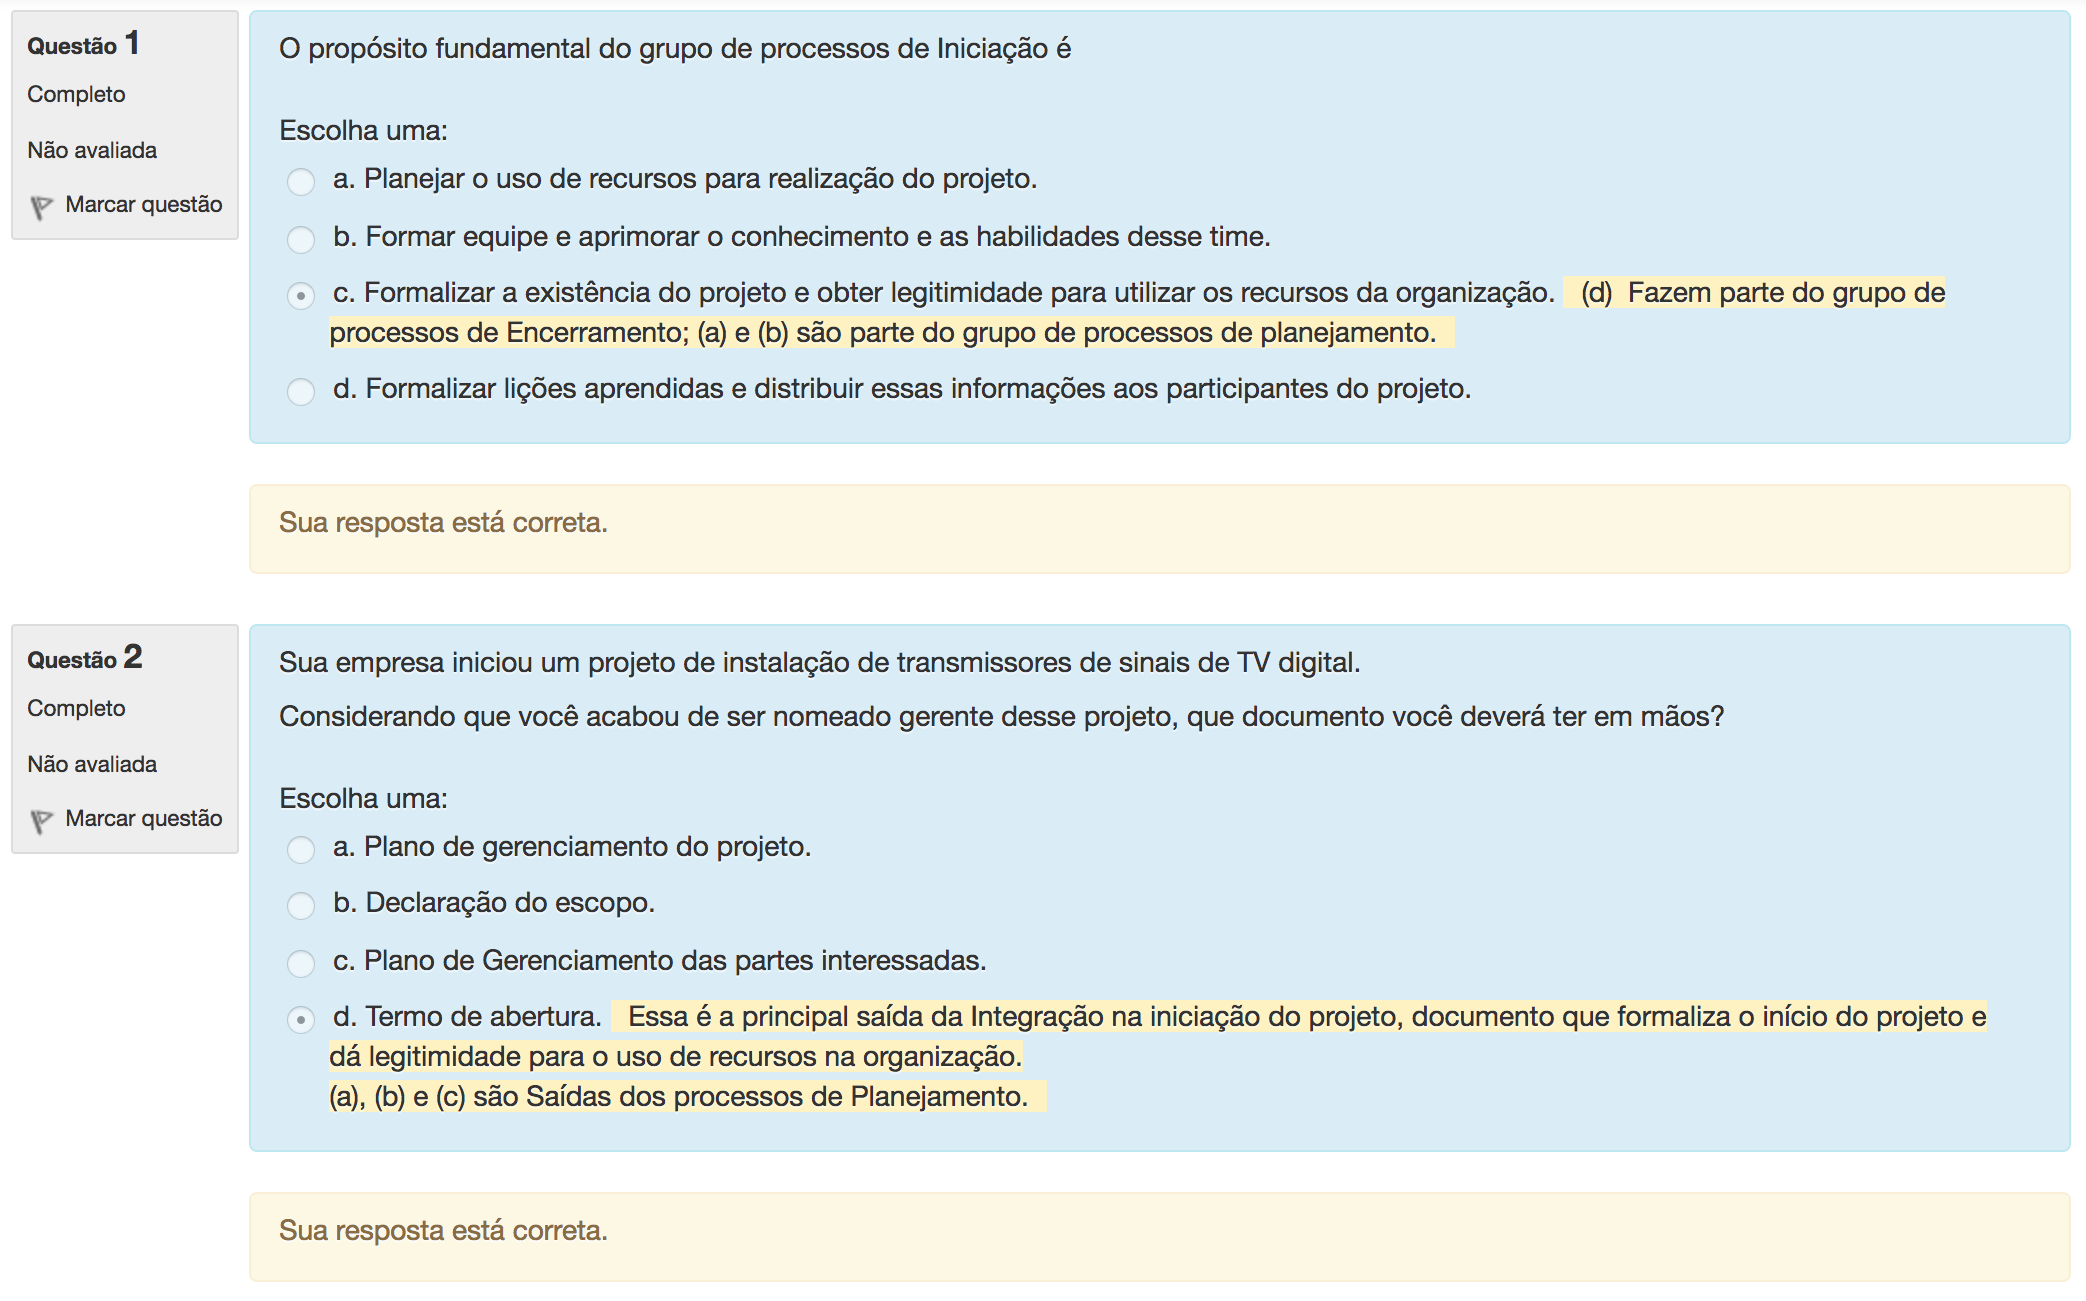 Questão 1
Completo
Não avaliada
Marcar questão
O propósito fundamental do grupo de processos de Iniciação é
Escolha uma:
a. Planejar o uso de recursos para realização do projeto.
b. Formar equipe e aprimorar o conhecimento e as habilidades desse time.
c. Formalizar a existência do projeto e obter legitimidade para utilizar os recursos da organização. (d) Fazem parte do grupo de
processos de Encerramento; (a) e (b) são parte do grupo de processos de planejamento.
d. Formalizar lições aprendidas e distribuir essas informações aos participantes do projeto.
Sua resposta está correta.
Questão 2
Completo
Não avaliada
Marcar questão
Sua empresa iniciou um projeto de instalação de transmissores de sinais de TV digital.
Considerando que você acabou de ser nomeado gerente desse projeto, que documento você deverá ter em mãos?
Escolha uma:
a. Plano de gerenciamento do projeto.
b. Declaração do escopo.
c. Plano de Gerenciamento das partes interessadas.
d. Termo de abertura. Essa é a principal saída da Integração na iniciação do projeto, documento que formaliza o início do projeto e
dá legitimidade para o uso de recursos na organização.
(a), (b) e (c) são Saídas dos processos de Planejamento.
Sua resposta está correta.